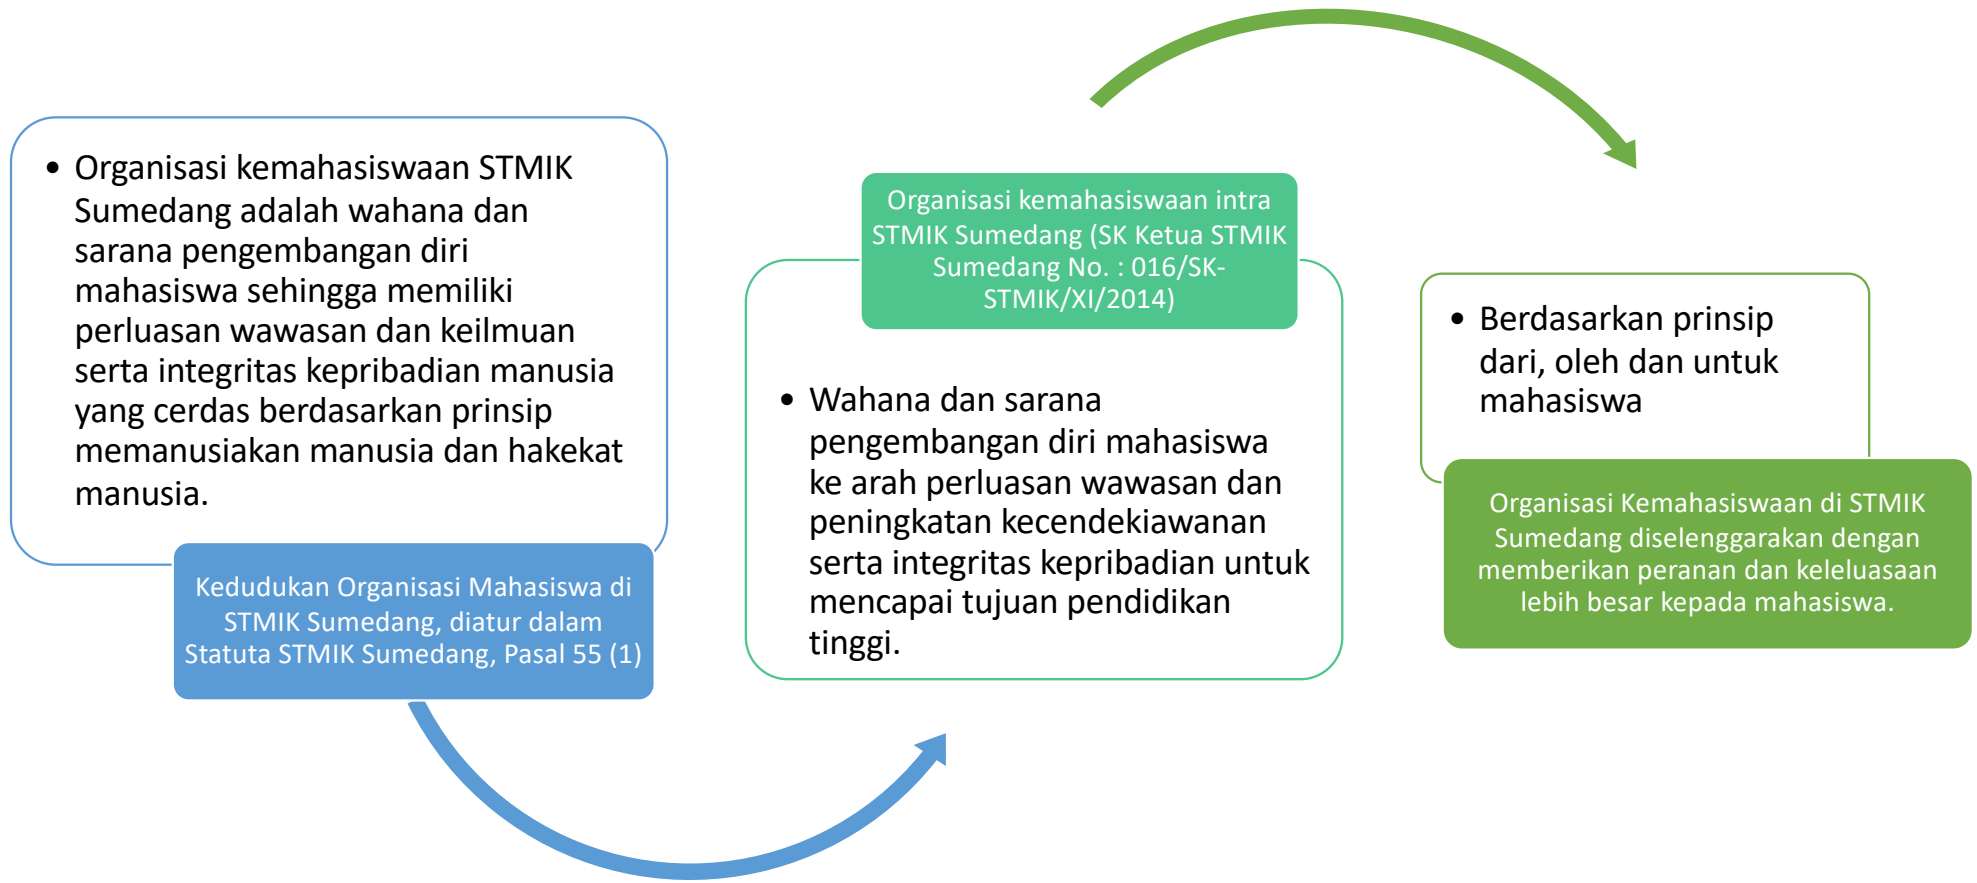 • Organisasi kemahasiswaan STMIK
Sumedang adalah wahana dan
sarana pengembangan diri
mahasiswa sehingga memiliki
perluasan wawasan dan keilmuan
serta integritas kepribadian manusia
yang cerdas berdasarkan prinsip
memanusiakan manusia dan hakekat
manusia.
Kedudukan Organisasi Mahasiswa di
STMIK Sumedang, diatur dalam
Statuta STMIK Sumedang, Pasal 55 (1)
Organisasi kemahasiswaan intra
STMIK Sumedang (SK Ketua STMIK
Sumedang No. : 016/SK-
STMIK/XI/2014)
• Wahana dan sarana
pengembangan diri mahasiswa
ke arah perluasan wawasan dan
peningkatan kecendekiawanan
serta integritas kepribadian untuk
mencapai tujuan pendidikan
tinggi.
• Berdasarkan prinsip
dari, oleh dan untuk
mahasiswa
Organisasi Kemahasiswaan di STMIK
Sumedang diselenggarakan dengan
memberikan peranan dan keleluasaan
lebih besar kepada mahasiswa.